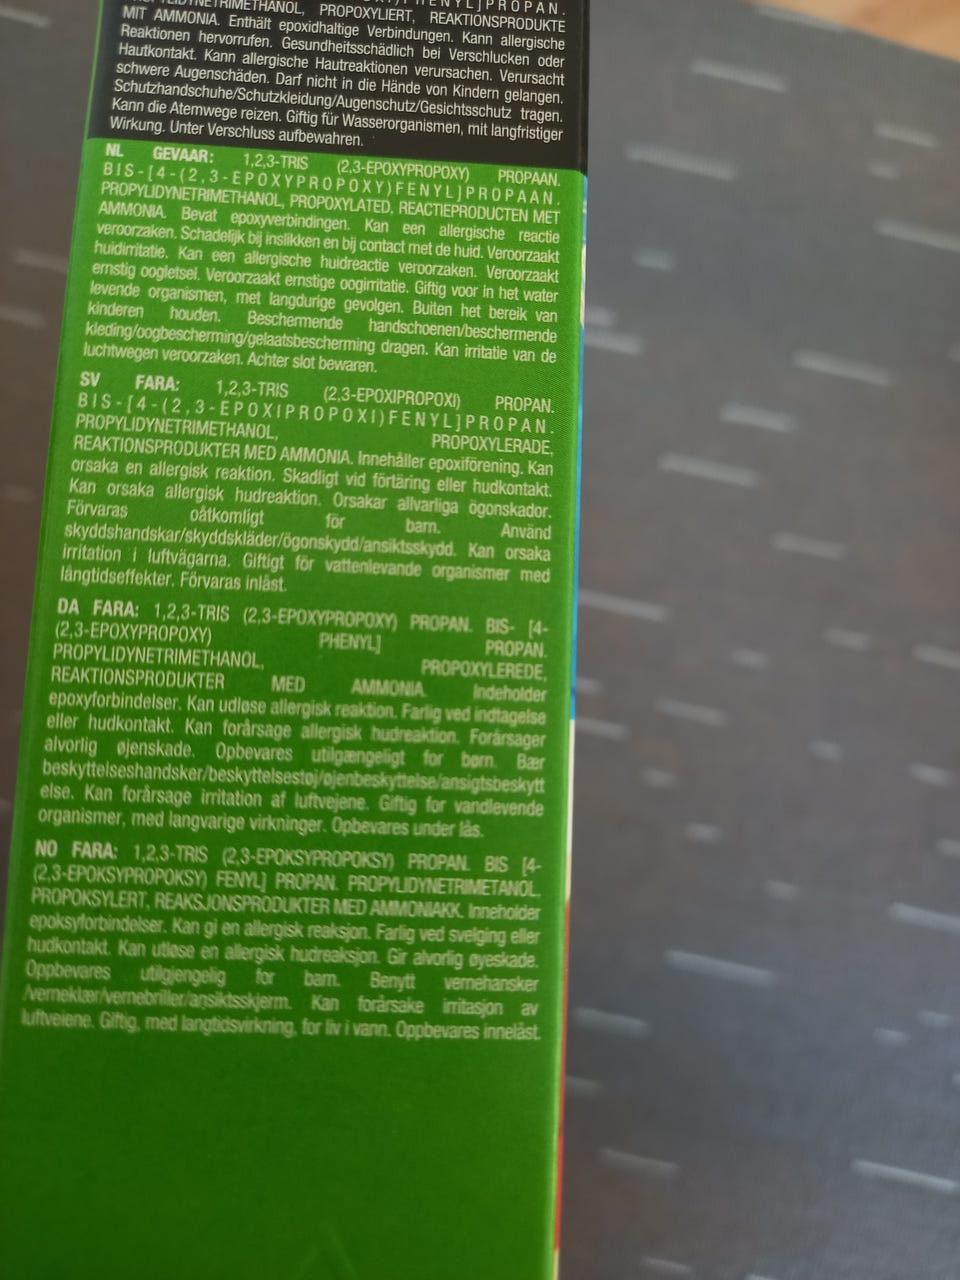 PROPYLIDYNETRIMETHANOL, PROPOXYLIERT, REAKTIONSPRODUKTE
MIT AMMONIA. Enthält epoxidhaltige Verbindungen. Kann allergische
Reaktionen hervorrufen. Gesundheitsschädlich bei Verschlucken oder
Hautkontakt. Kann allergische Hautreaktionen verursachen. Verursacht
schwere Augenschäden. Darf nicht in die Hände von Kindern gelangen.
Schutzhandschuhe/Schutzkleidung/Augenschutz/Gesichtsschutz tragen.
Kann die Atemwege reizen. Giftig für Wasserorganismen, mit langfristiger
Wirkung. Unter Verschluss aufbewahren.
NL GEVAAR: 1,2,3-TRIS (2,3-EPOXYPROPOXY) PROPAAN.
BIS-[4-(2,3-EPOXYPROPOXY)FENYL]PROPAAN.
PROPYLIDYNETRIMETHANOL, PROPOXYLATED, REACTIEPRODUCTEN MET
AMMONIA. Bevat epoxyverbindingen. Kan een allergische reactie
veroorzaken. Schadelijk bij inslikken en bij contact met de huid. Veroorzaakt
huidirritatie. Kan een allergische huidreactie veroorzaken. Veroorzaakt
ernstig oogletsel. Veroorzaakt ernstige oogirritatie. Giftig voor in het water
levende organismen, met langdurige gevolgen. Buiten het bereik van
kinderen houden. Beschermende handschoenen/beschermende
kleding/oogbescherming/gelaatsbescherming dragen. Kan irritatie van de
luchtwegen veroorzaken. Achter slot bewaren.
SV FARA: 1,2,3-TRIS (2,3-EPOXIPROPOXI) PROPAN.
BIS-[4-(2,3-EPOXIPROPOXI)FENYL]PROPAN.
PROPYLIDYNETRIMETHANOL, PROPOXYLERADE,
REAKTIONSPRODUKTER MED AMMONIA. Innehåller epoxiförening. Kan
orsaka en allergisk reaktion. Skadligt vid förtäring eller hudkontakt.
Kan orsaka allergisk hudreaktion. Orsakar allvarliga ögonskador.
Förvaras oåtkomligt för barn. Använd
skyddshandskar/skyddskläder/ögonskydd/ansiktsskydd. Kan orsaka
irritation i luftvägarna. Giftigt för vattenlevande organismer med
långtidseffekter. Förvaras inlåst.
DA FARA: 1,2,3-TRIS (2,3-EPOXYPROPOXY) PROPAN. BIS- [4-
(2,3-EPOXYPROPOXY) PHENYL] PROPAN.
PROPYLIDYNETRIMETHANOL, PROPOXYLEREDE,
REAKTIONSPRODUKTER MED AMMONIA. Indeholder
epoxyforbindelser. Kan udløse allergisk reaktion. Farlig ved indtagelse
eller hudkontakt. Kan forårsage allergisk hudreaktion. Forårsager
alvorlig øjenskade. Opbevares utilgængeligt for børn. Bær
beskyttelseshandsker/beskyttelsestøj/øjenbeskyttelse/ansigtsbeskytt
else. Kan forårsage irritation af luftvejene. Giftig for vandlevende
organismer, med langvarige virkninger. Opbevares under lås.
NO FARA: 1,2,3-TRIS (2,3-EPOKSYPROPOKSY) PROPAN. BIS [4-
(2,3-EPOKSYPROPOKSY) FENYL] PROPAN. PROPYLIDYNETRIMETANOL,
PROPOKSYLERT, REAKSJONSPRODUKTER MED AMMONIAKK. Inneholder
epoksyforbindelser. Kan gi en allergisk reaksjon. Farlig ved svelging eller
hudkontakt. Kan utløse en allergisk hudreaksjon. Gir alvorlig øyeskade.
Oppbevares utilgjengelig for barn. Benytt vernehansker
/verneklær/vernebriller/ansiktsskjerm. Kan forårsake irritasjon av
luftveiene. Giftig, med langtidsvirkning, for liv i vann. Oppbevares innelåst.